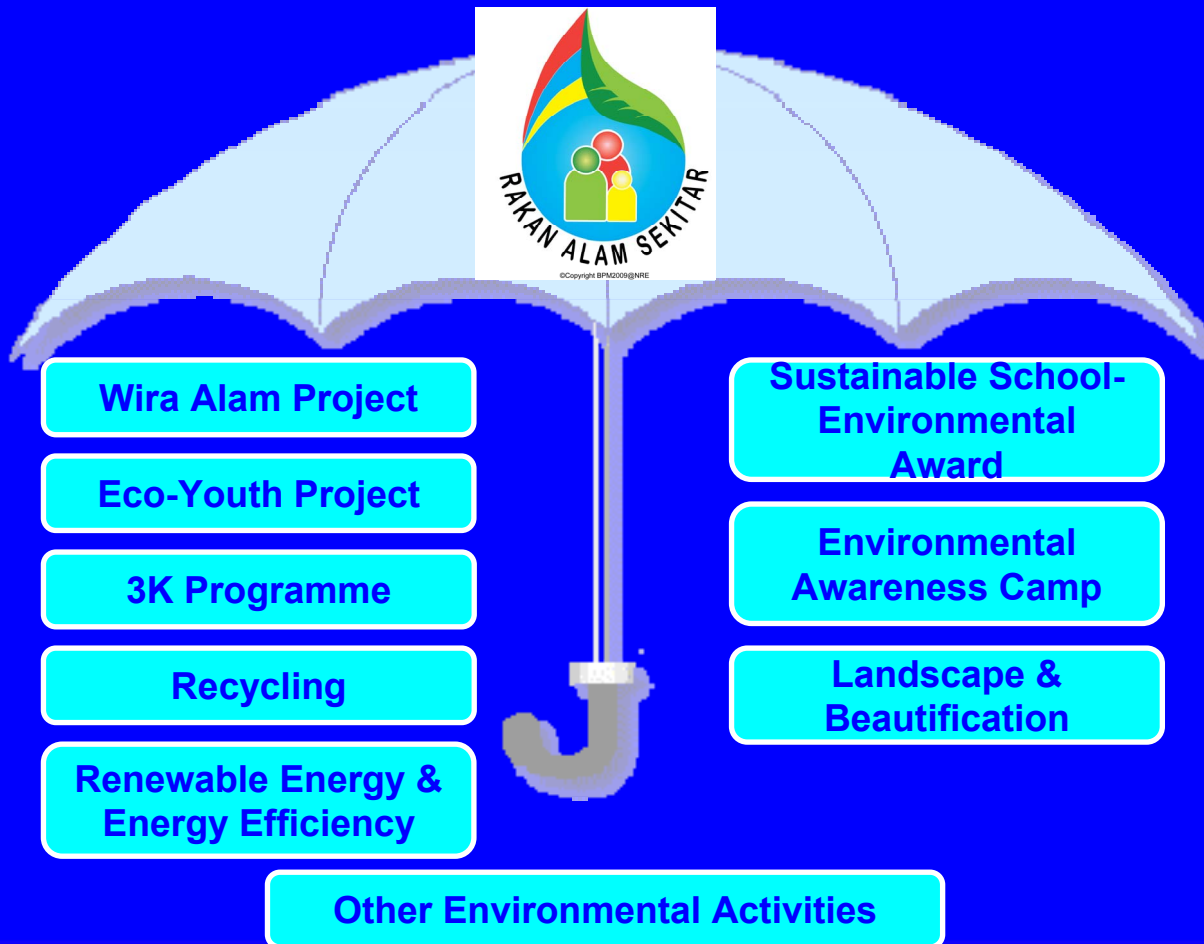 RAKAN ALAM SEKITAR
©Copyright BPM2009@NRE
Wira Alam Project
Eco-Youth Project
3K Programme
Recycling
Renewable Energy &
Energy Efficiency
Sustainable School-
Environmental
Award
Environmental
Awareness Camp
Landscape &
Beautification
Other Environmental Activities